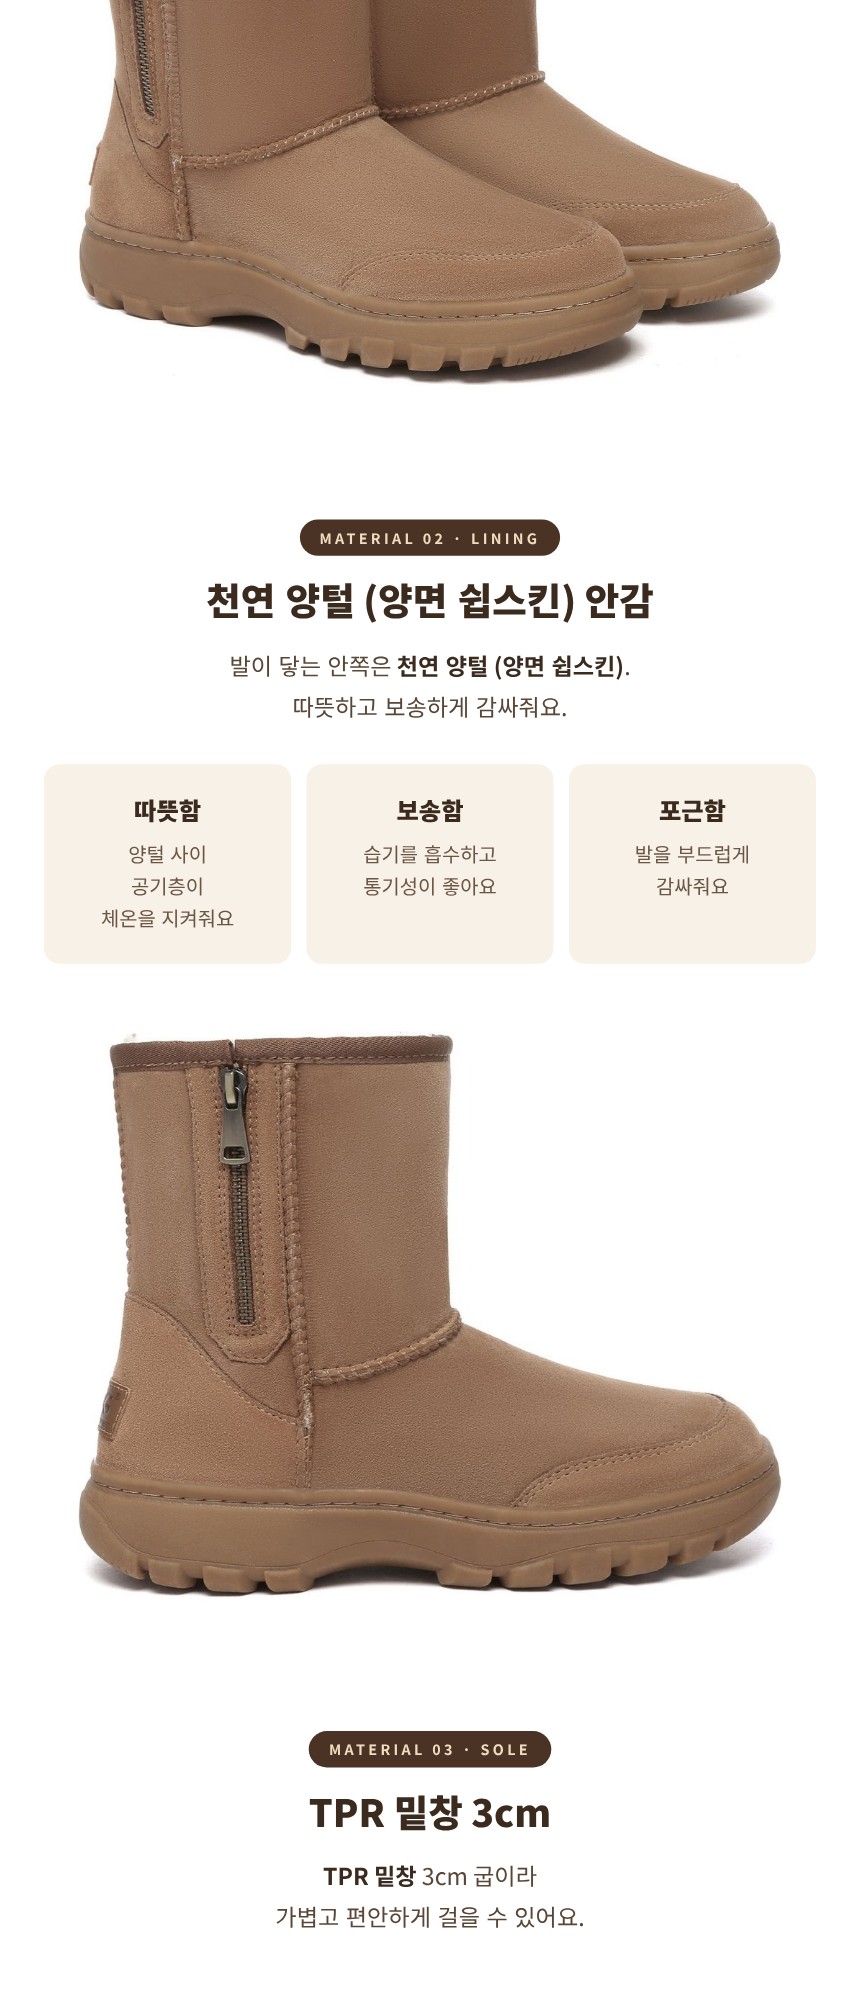 MATERIAL 02 · LINING
천연 양털 (양면 쉽스킨) 안감
발이 닿는 안쪽은 천연 양털 (양면 쉽스킨).
따뜻하고 보송하게 감싸줘요.
따뜻함
양털 사이
공기층이
체온을 지켜줘요
보송함
습기를 흡수하고
통기성이 좋아요
포근함
발을 부드럽게
감싸줘요
MATERIAL 03 · SOLE
TPR 밑창 3cm
TPR 밑창 3cm 굽이라
가볍고 편안하게 걸을 수 있어요.